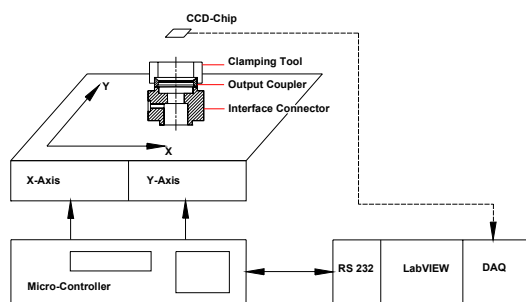 CCD-Chip
Clamping Tool
Output Coupler
Interface Connector
Y
X
X-Axis
Y-Axis
Micro-Controller
RS 232
LabVIEW
DAQ